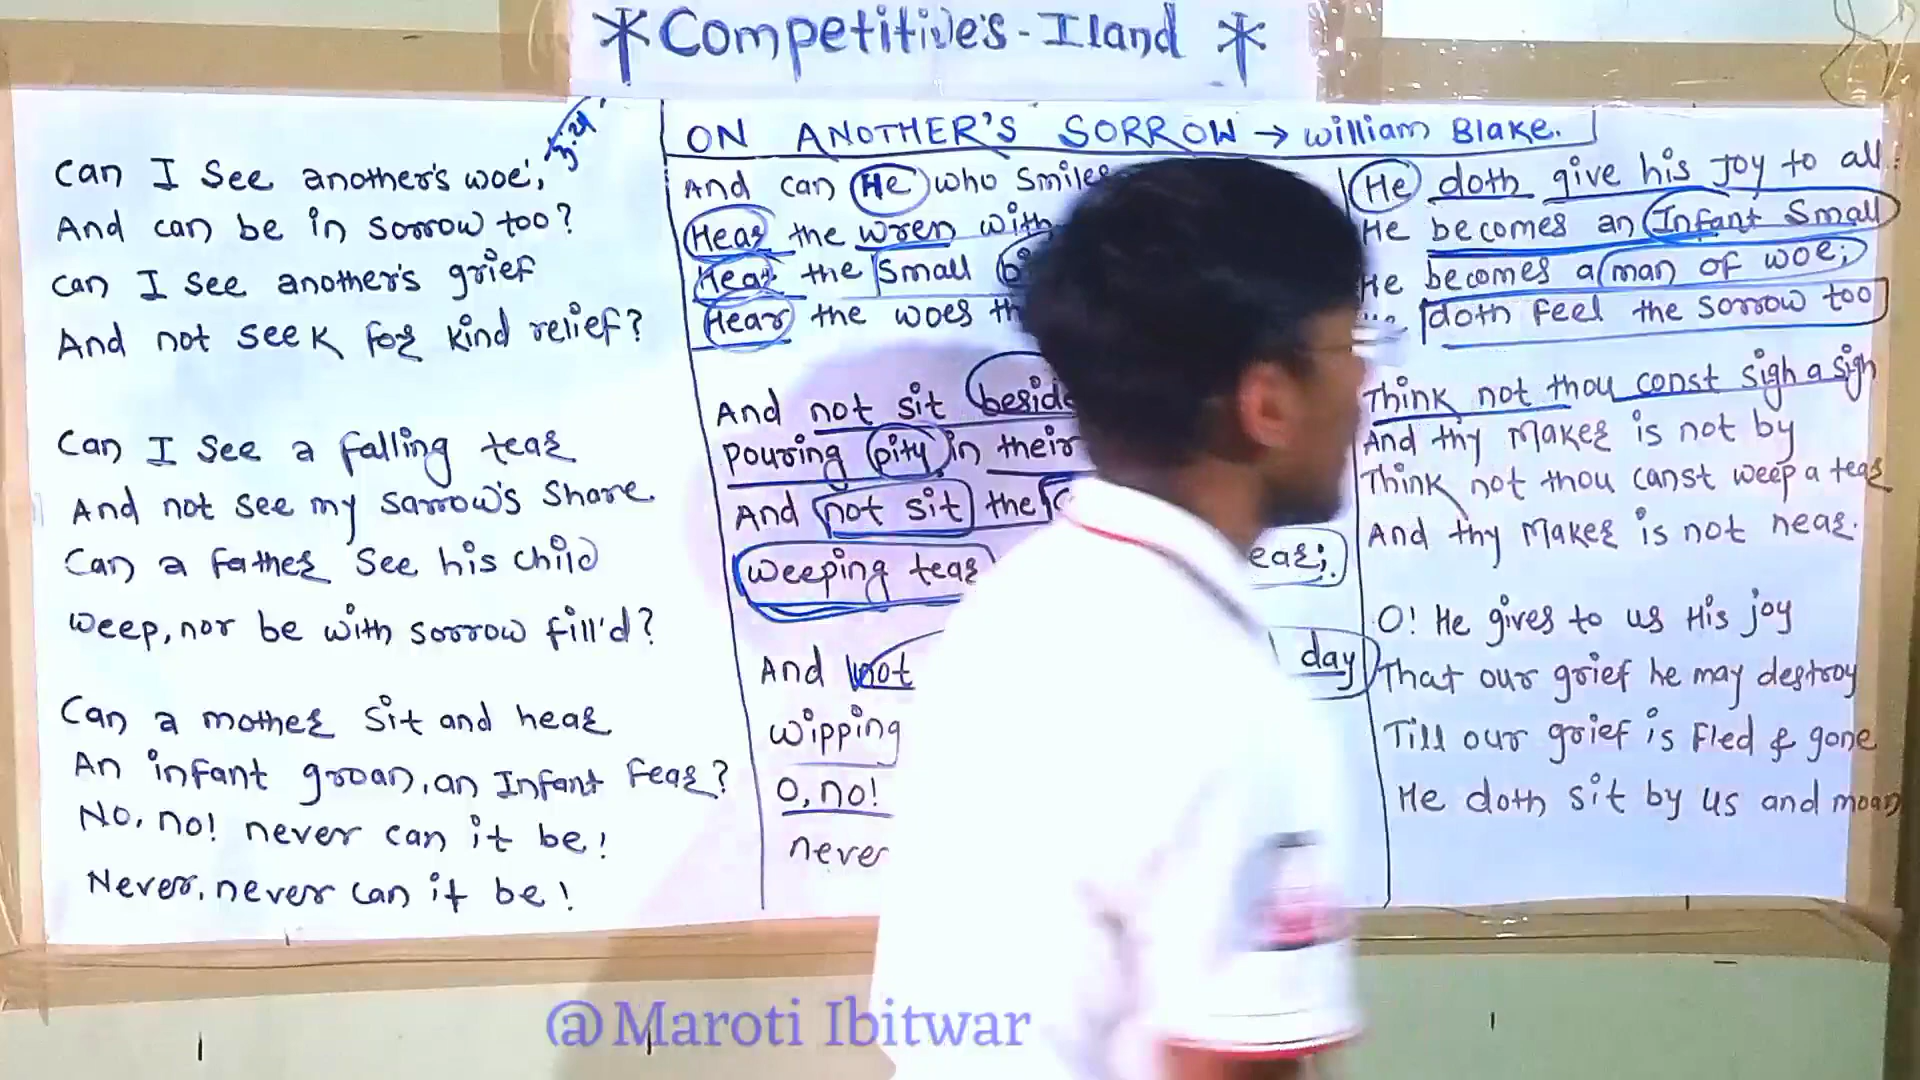 *Competitive's-Iland *
3:24
ON ANOTHER'S SORROW → William Blake.
Can I See another's woe,
And can be in sorrow too?
Can I See another's grief
And not seek for kind relief?
Can I see a falling tear
And not see my sarrow's share
Can a father see his child
weep, nor be with sorrow fill'd?
Can a mother sit and hear
An infant groan, an Infant Fear?
No, no! never can it be!
Never, never can it be!
And can He who smiles
Hear the wren with
Hear the small
Hear the woes
And not sit beside
pouring pity in their
And not sit the
weeping tear ear;
And not day
wipping
O, no!
never
He doth give his Joy to all:
He becomes an Infant Small
He becomes a man of woe;
doth Feel the sorrow too
Think not thou const sigh a sigh
And thy Maker is not by
Think not thou canst weep a tear
And thy Maker is not near.
O! He gives to us His joy
That our grief he may destroy
Till our grief is Fled & gone
He doth sit by us and moan
@Maroti Ibitwar